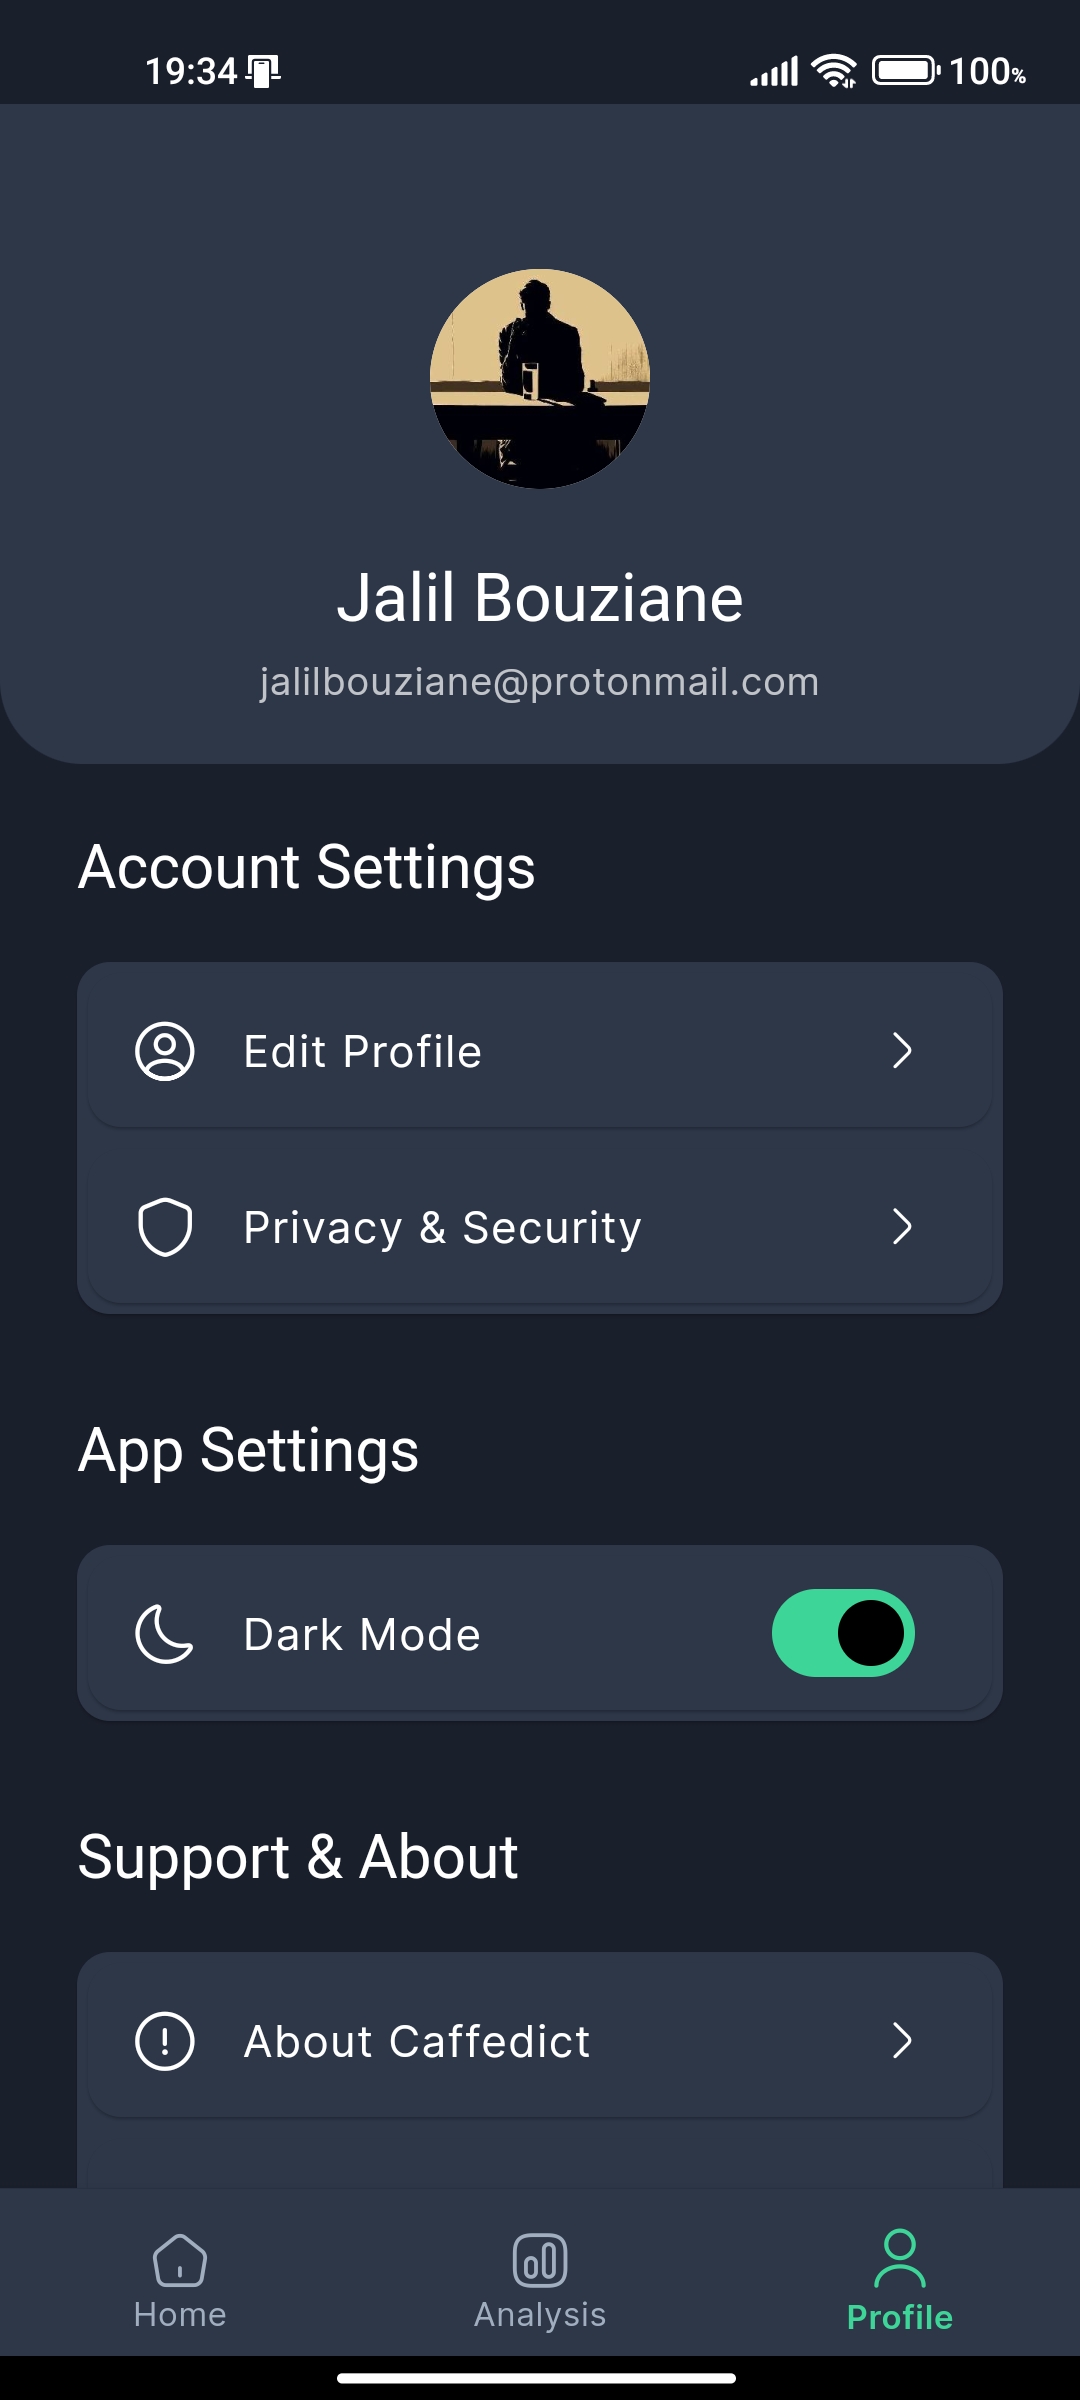 19:34 100%
Jalil Bouziane
jalilbouziane@protonmail.com
Account Settings
Edit Profile
Privacy & Security
App Settings
Dark Mode
Support & About
About Caffedict
Home Analysis Profile